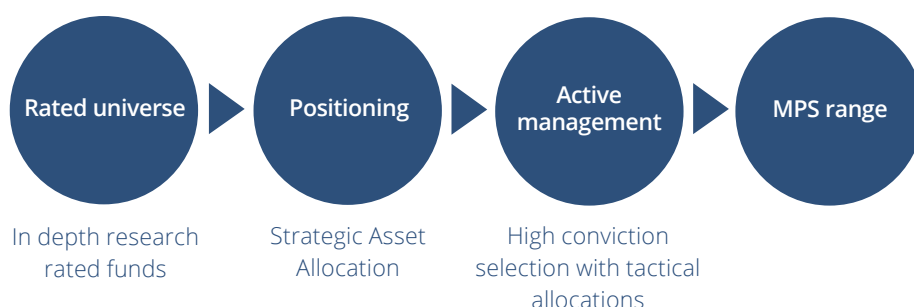 Rated universe
Positioning
Active
management
MPS range
In depth research
rated funds
Strategic Asset
Allocation
High conviction
selection with tactical
allocations